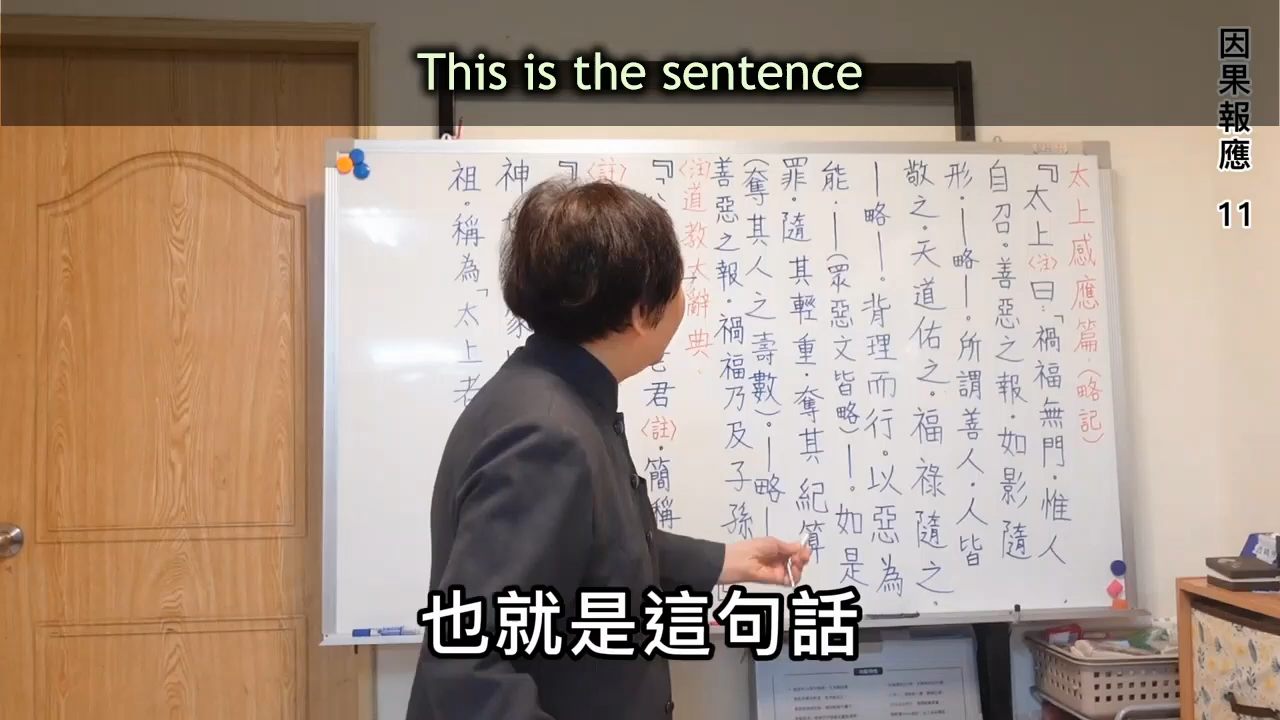 This is the sentence
因果報應 11
太上感應篇.(略記)
『太上〈注〉曰:「禍福無門.惟人
自召。善惡之報.如影隨
形.—略—。所謂善人.人皆
敬之.天道佑之.福祿隨之.
—略—。背理而行。以惡為
能.—(眾惡文皆略)—。如是
罪.隨其輕重.奪其紀算
(奪其人之壽數)。—略—
善惡之報.禍福乃及子孫
〈注〉道教大辭典.
君〈註〉.簡稱
〈註〉
『
神
祖.稱為「太上老
也就是這句話